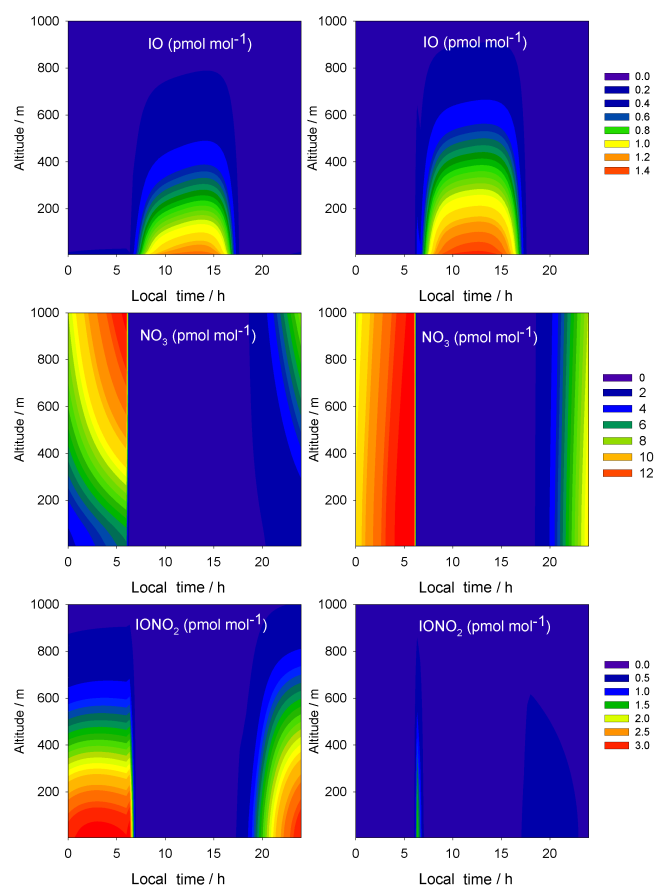 IO (pmol mol-1)
IO (pmol mol-1)
1000
800
600
400
200
Altitude / m
0 5 10 15 20
Local time / h
1000
800
600
400
200
Altitude / m
0 5 10 15 20
Local time / h
0.0
0.2
0.4
0.6
0.8
1.0
1.2
1.4
NO3 (pmol mol-1)
NO3 (pmol mol-1)
1000
800
600
400
200
Altitude / m
0 5 10 15 20
Local time / h
1000
800
600
400
200
Altitude / m
0 5 10 15 20
Local time / h
0
2
4
6
8
10
12
IONO2 (pmol mol-1)
IONO2 (pmol mol-1)
1000
800
600
400
200
Altitude / m
0 5 10 15 20
Local time / h
1000
800
600
400
200
Altitude / m
0 5 10 15 20
Local time / h
0.0
0.5
1.0
1.5
2.0
2.5
3.0